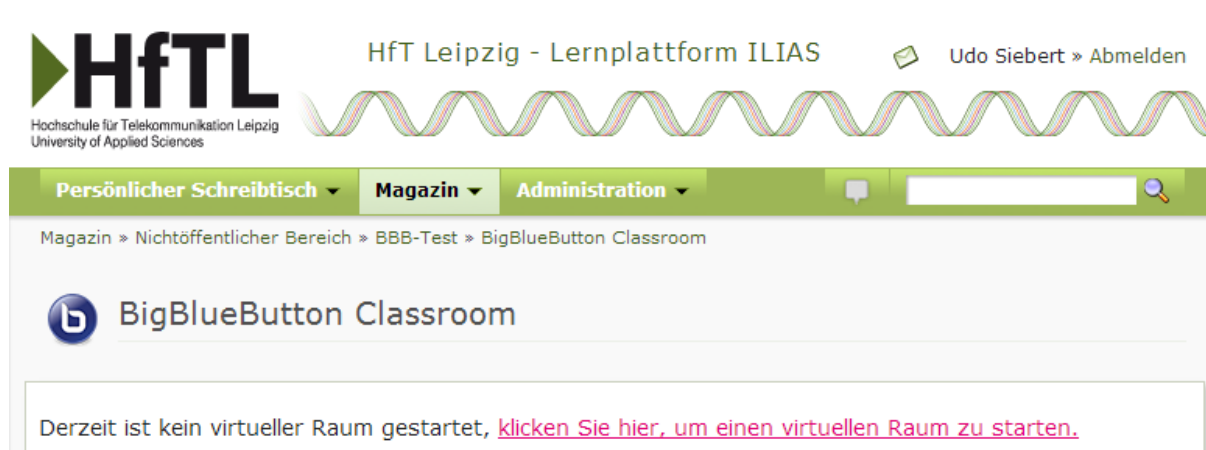 HfTL
Hochschule für Telekommunikation Leipzig
University of Applied Sciences
HfT Leipzig - Lernplattform ILIAS
Udo Siebert » Abmelden
Persönlicher Schreibtisch Magazin Administration
Magazin » Nichtöffentlicher Bereich » BBB-Test » BigBlueButton Classroom
b BigBlueButton Classroom
Derzeit ist kein virtueller Raum gestartet, klicken Sie hier, um einen virtuellen Raum zu starten.